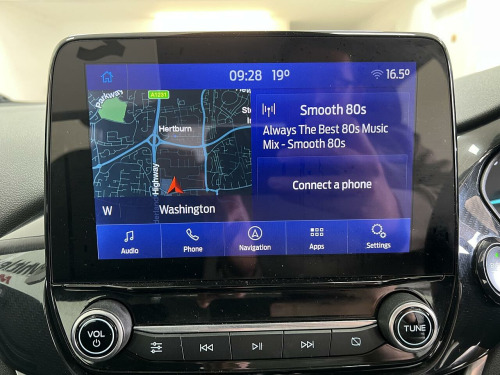 09:28 19° 16.5°
Parkway
A1231
Hertburn
Highway
W Washington
Smooth 80s
Always The Best 80s Music
Mix - Smooth 80s
Connect a phone
Audio Phone Navigation Apps Settings
VOL
TUNE